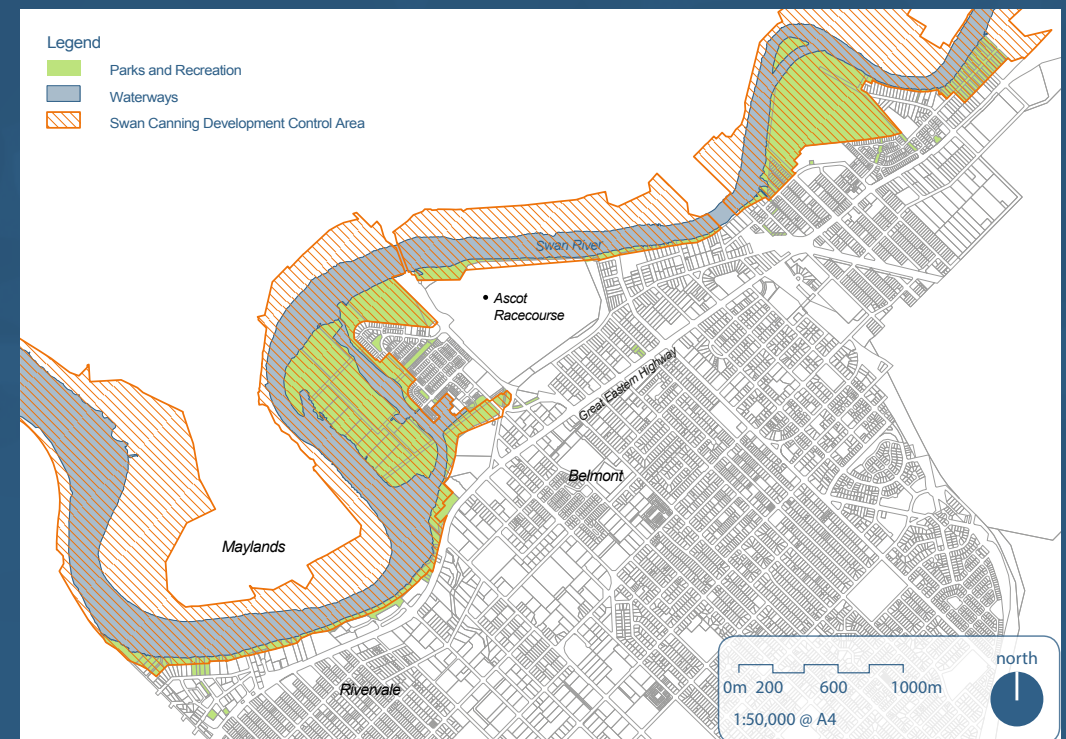 Legend
Parks and Recreation
Waterways
Swan Canning Development Control Area
Swan River
Ascot
Racecourse
Great Eastern Highway
Belmont
Maylands
Rivervale
north
0m 200 600 1000m
1:50,000 @ A4